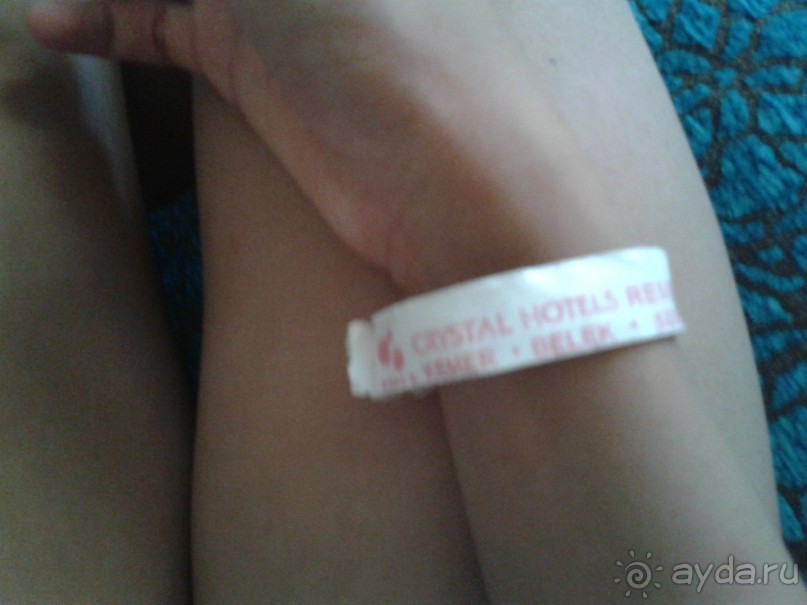 CRYSTAL HOTELS
KEMER • BELEK •
ayda.ru